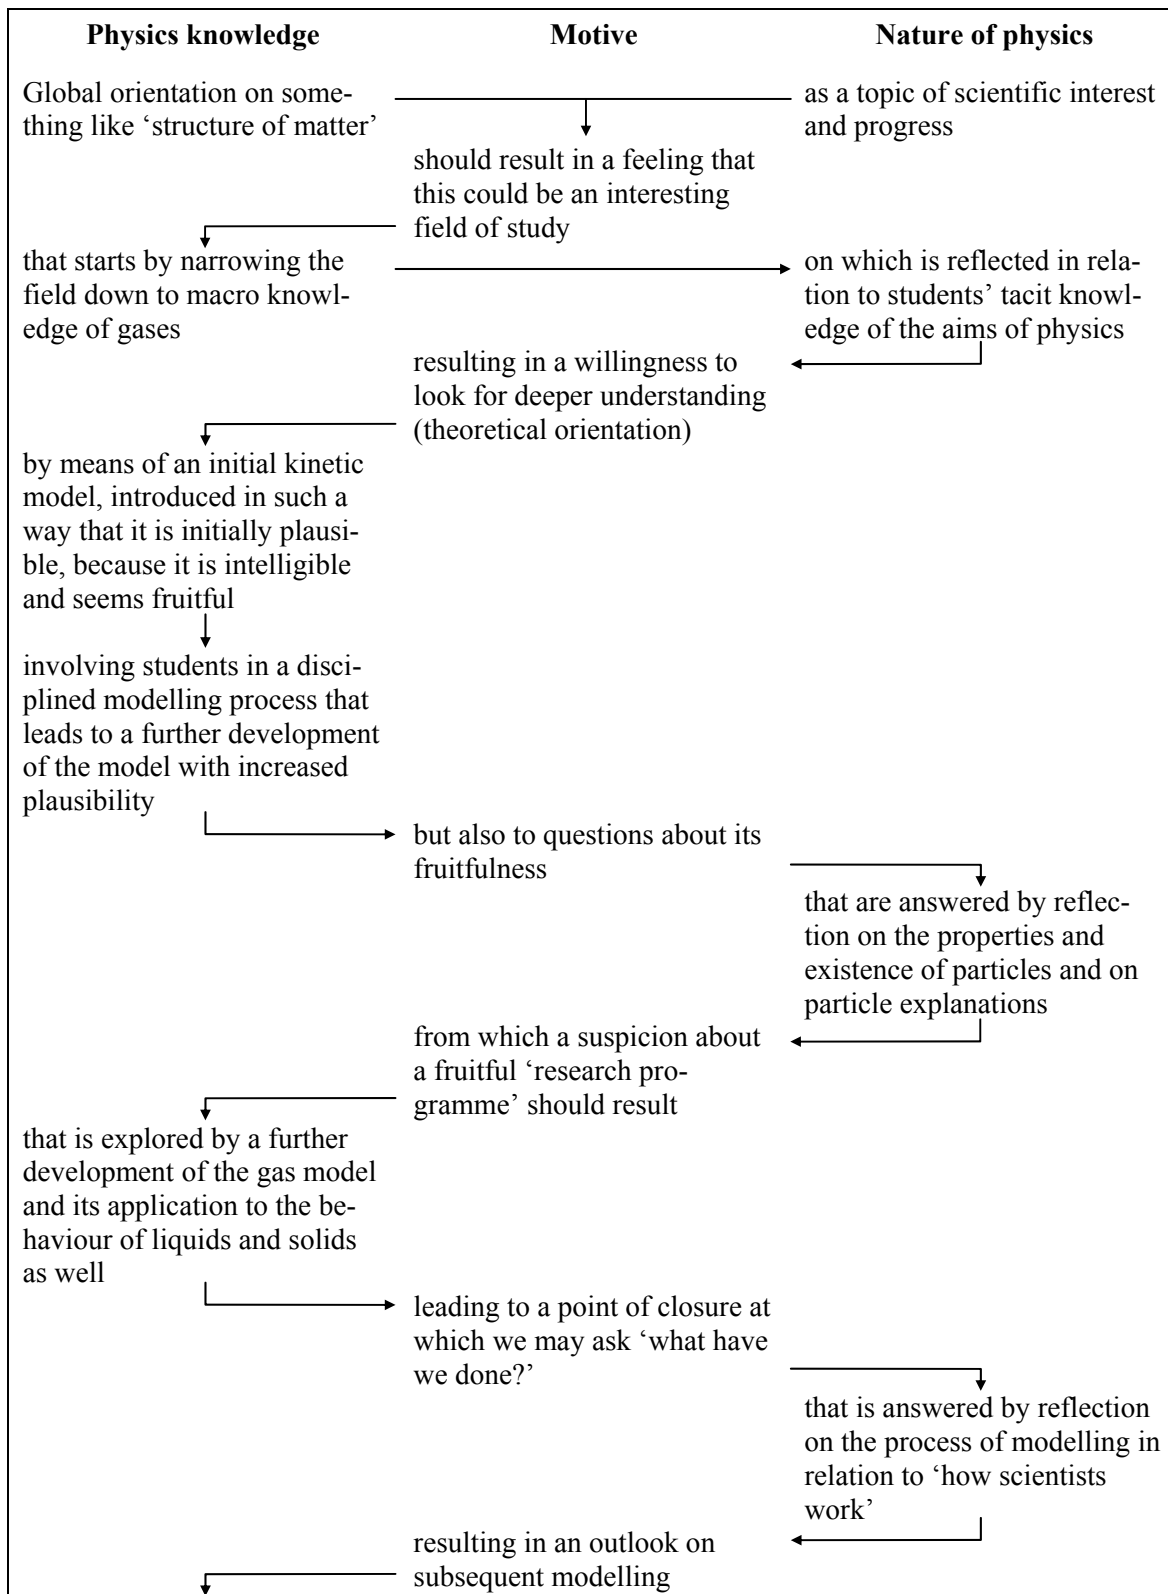 Physics knowledge
Motive
Nature of physics
Global orientation on some-
thing like ‘structure of matter’
as a topic of scientific interest
and progress
should result in a feeling that
this could be an interesting
field of study
that starts by narrowing the
field down to macro knowl-
edge of gases
on which is reflected in rela-
tion to students’ tacit knowl-
edge of the aims of physics
resulting in a willingness to
look for deeper understanding
(theoretical orientation)
by means of an initial kinetic
model, introduced in such a
way that it is initially plausi-
ble, because it is intelligible
and seems fruitful
involving students in a disci-
plined modelling process that
leads to a further development
of the model with increased
plausibility
but also to questions about its
fruitfulness
that are answered by reflec-
tion on the properties and
existence of particles and on
particle explanations
from which a suspicion about
a fruitful ‘research pro-
gramme’ should result
that is explored by a further
development of the gas model
and its application to the be-
haviour of liquids and solids
as well
leading to a point of closure at
which we may ask ‘what have
we done?’
that is answered by reflection
on the process of modelling in
relation to ‘how scientists
work’
resulting in an outlook on
subsequent modelling